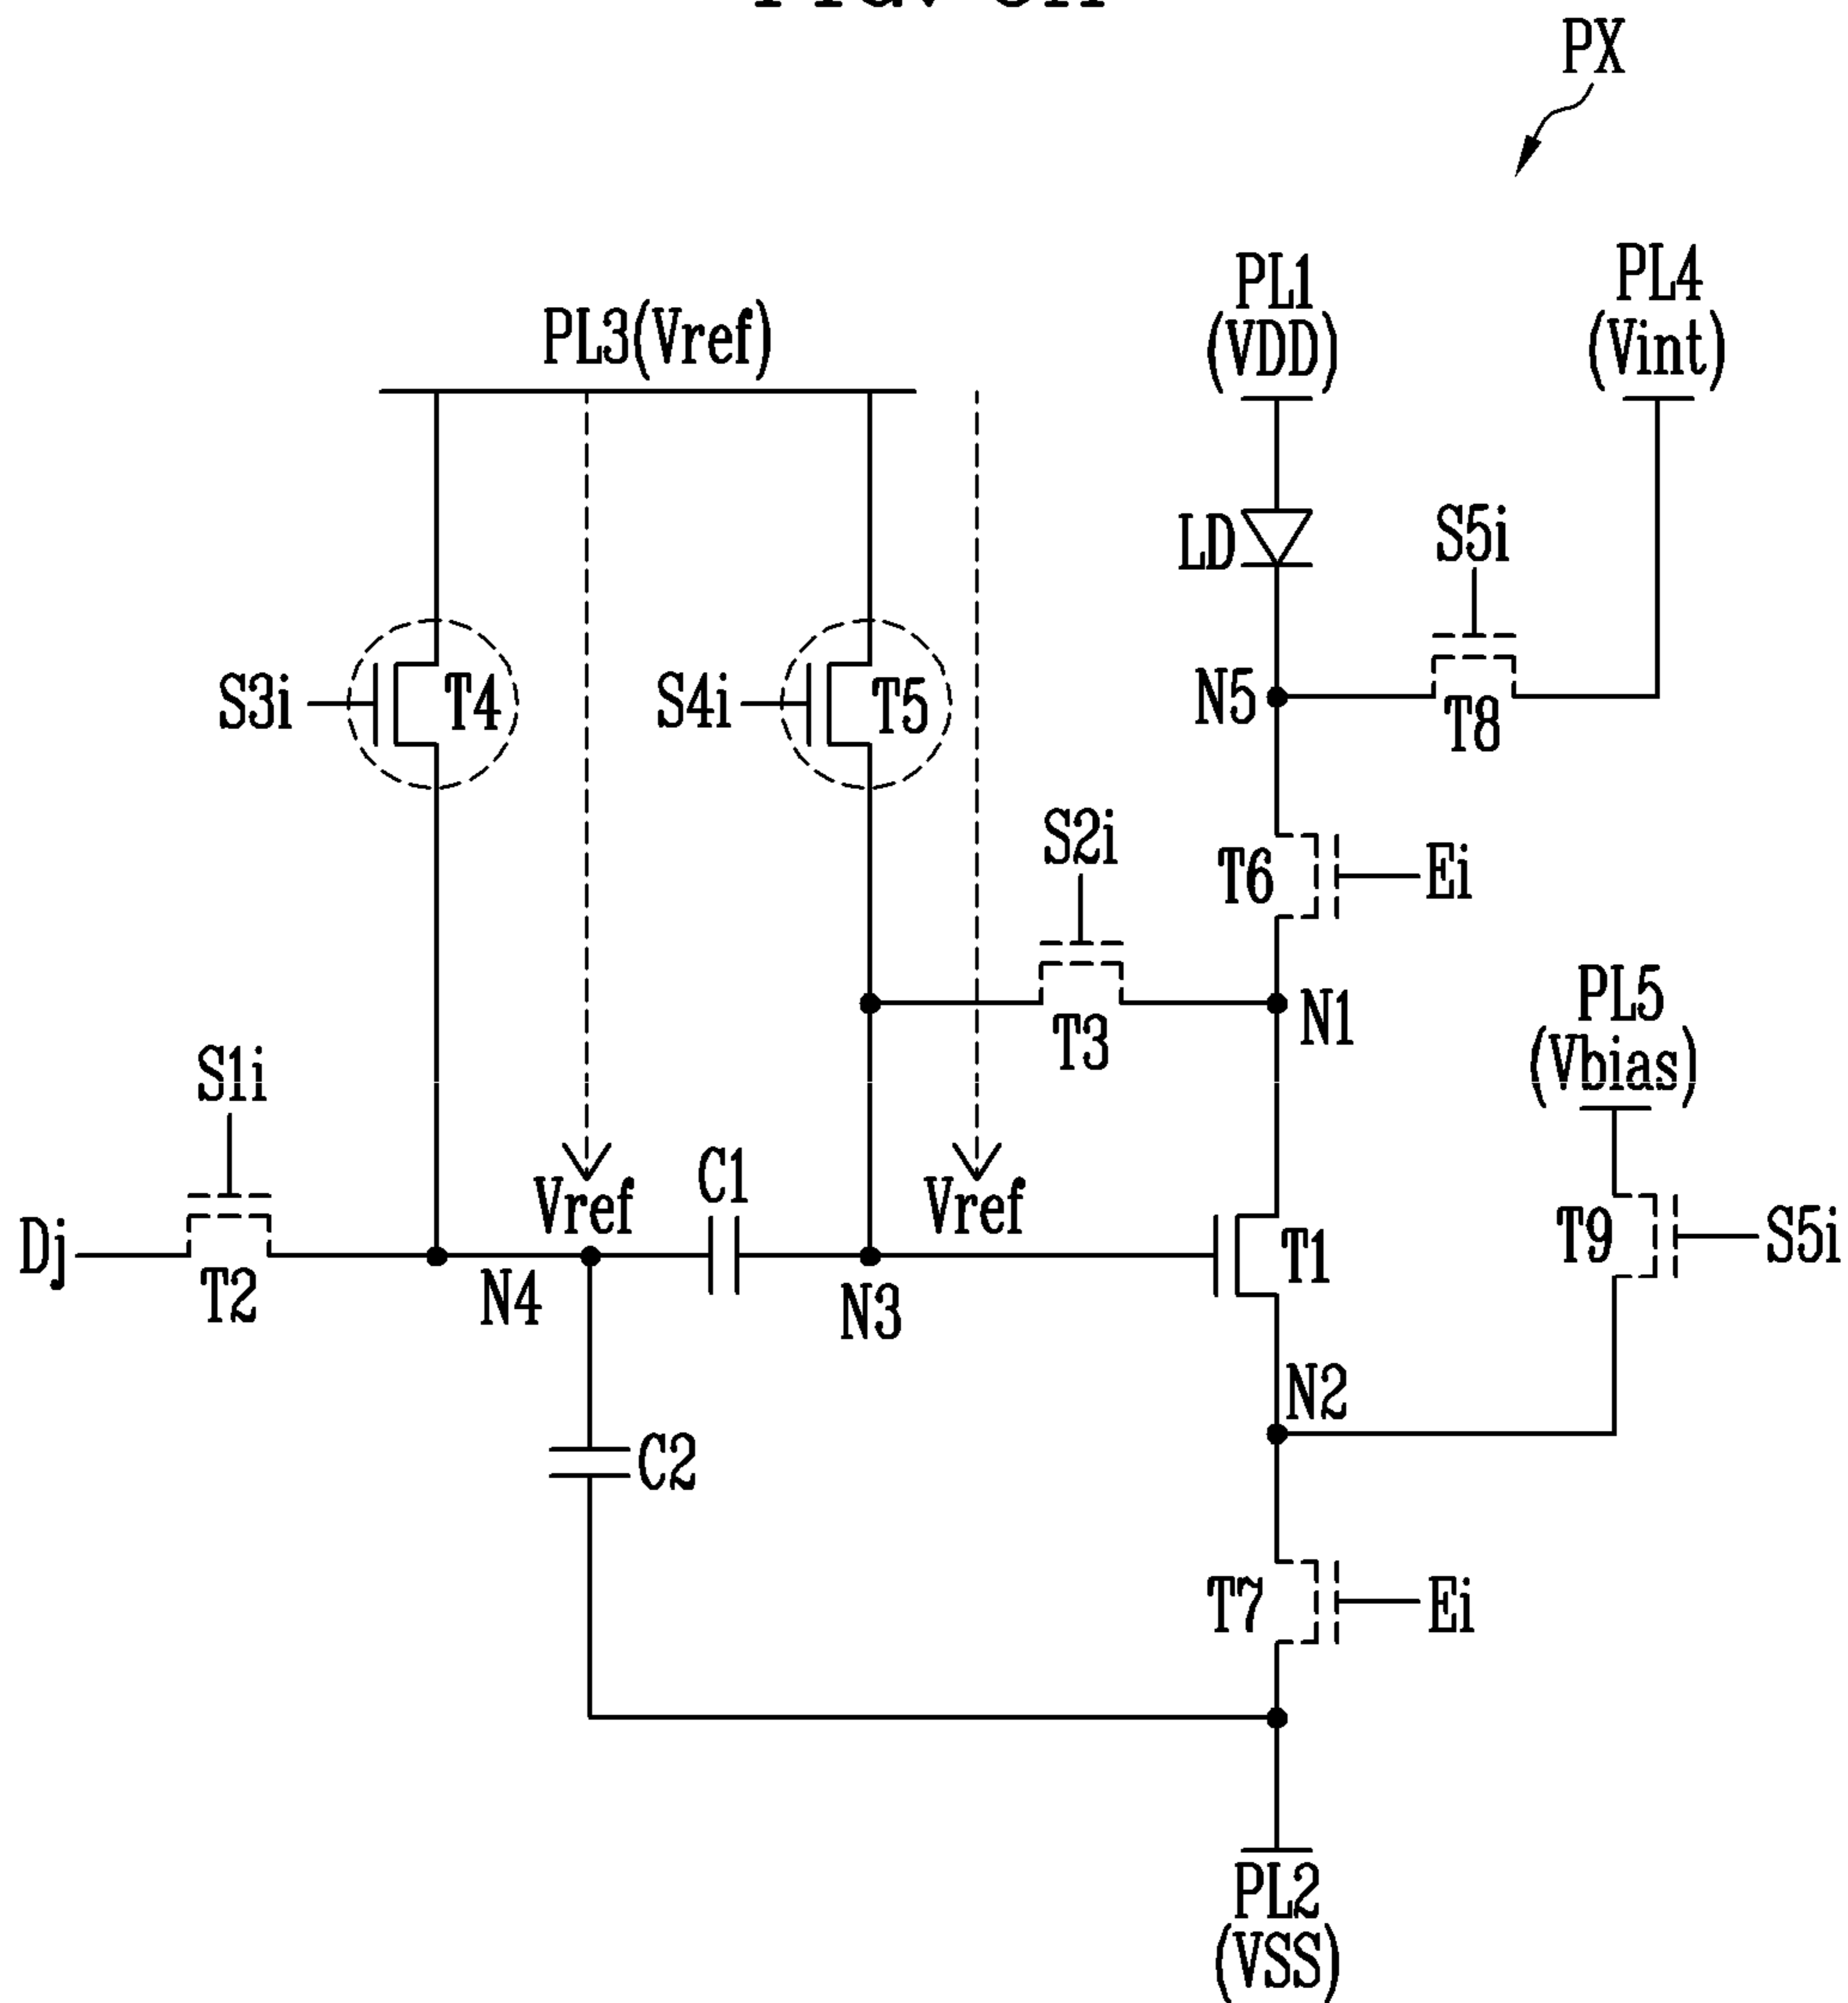 PX
PL1
(VDD)
PL4
(Vint)
PL3(Vref)
LD
S5i
S3i
T4
S4i
T5
N5
T8
S2i
T6
Ei
T3
N1
PL5
(Vbias)
S1i
C1
Vref
Vref
Dj
T2
N4
N3
T1
T9
S5i
N2
C2
T7
Ei
PL2
(VSS)